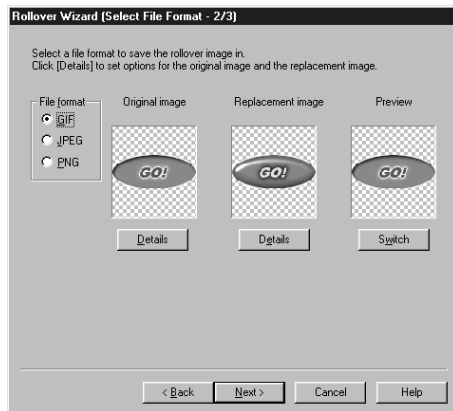 Rollover Wizard (Select File Format - 2/3)
Select a file format to save the rollover image in.
Click [Details] to set options for the original image and the replacement image.
File format
GIF
JPEG
PNG
Original image
Replacement image
Preview
GO!
GO!
GO!
Details
Details
Switch
< Back
Next >
Cancel
Help